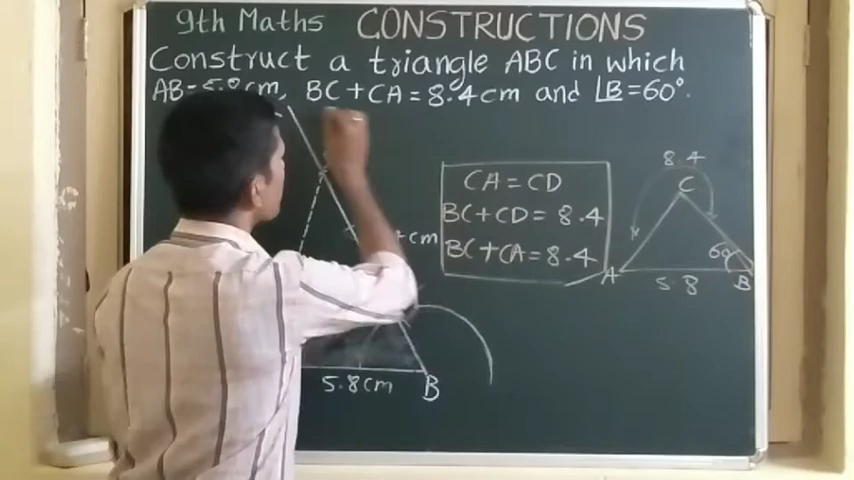 9th Maths CONSTRUCTIONS
Construct a triangle ABC in which
AB=5.8cm, BC+CA=8.4cm and ∠B=60°.
8.4
CA=CD
C
BC+CD=8.4
BC+CA=8.4
60
A
5.8
B
cm
5.8cm
B